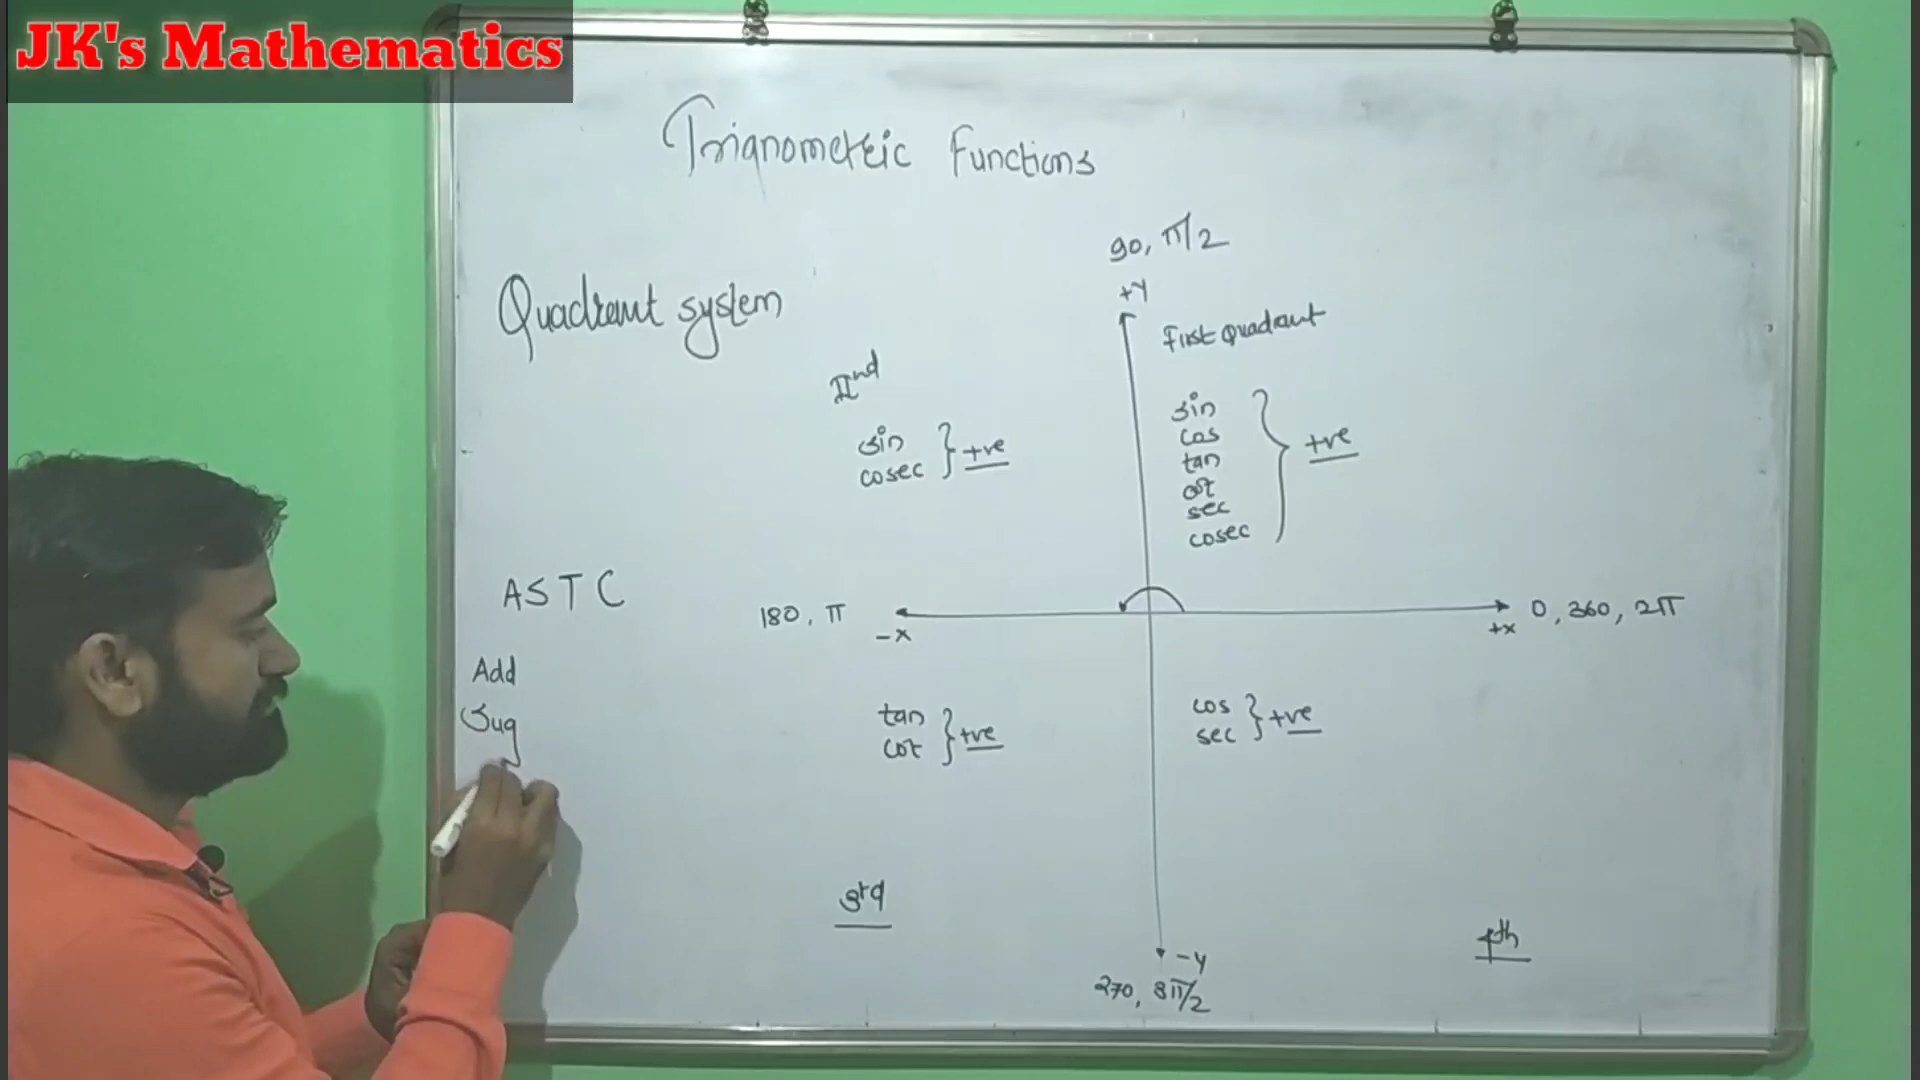 JK's Mathematics
Trignometric Functions
90, π/2
+Y
Quadrant system
First Quadrant
IInd
sin
cosec } +ve
sin
cos
tan
cot
sec
cosec } +ve
ASTC
180, π
-X
0, 360, 2π
+X
Add
Sug
tan
cot } +ve
cos
sec } +ve
3rd
4th
-Y
270, 3π/2